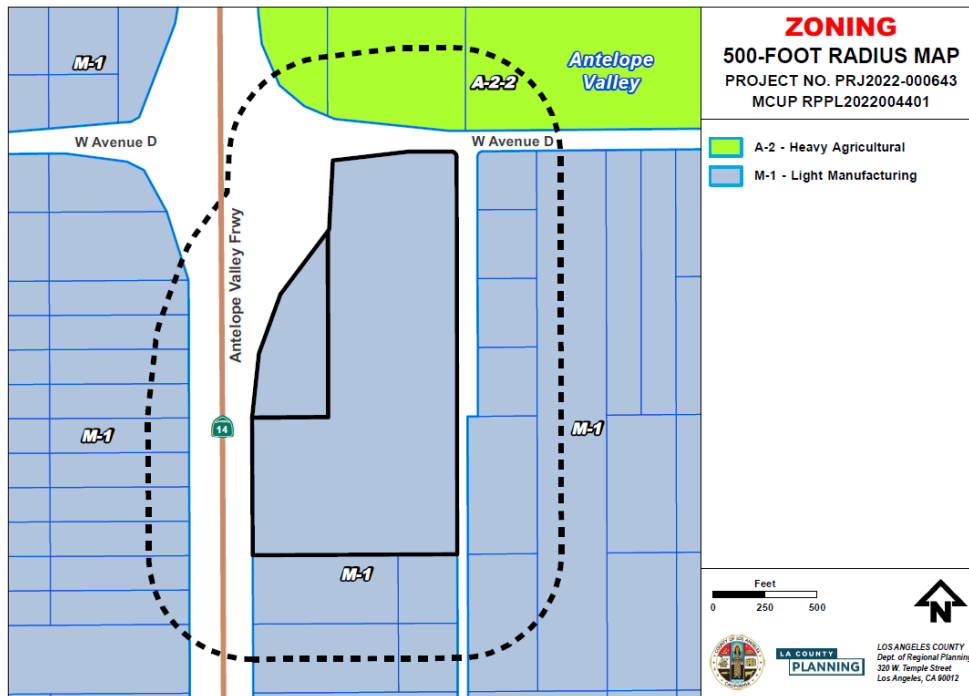 ZONING
500-FOOT RADIUS MAP
PROJECT NO. PRJ2022-000643
MCUP RPPL2022004401
A-2 - Heavy Agricultural
M-1 - Light Manufacturing
M-1
A-2-2
Antelope
Valley
W Avenue D
W Avenue D
Antelope Valley Frwy
14
M-1
M-1
M-1
Feet
0 250 500
N
LA COUNTY
PLANNING
LOS ANGELES COUNTY
Dept. of Regional Planning
320 W. Temple Street
Los Angeles, CA 90012